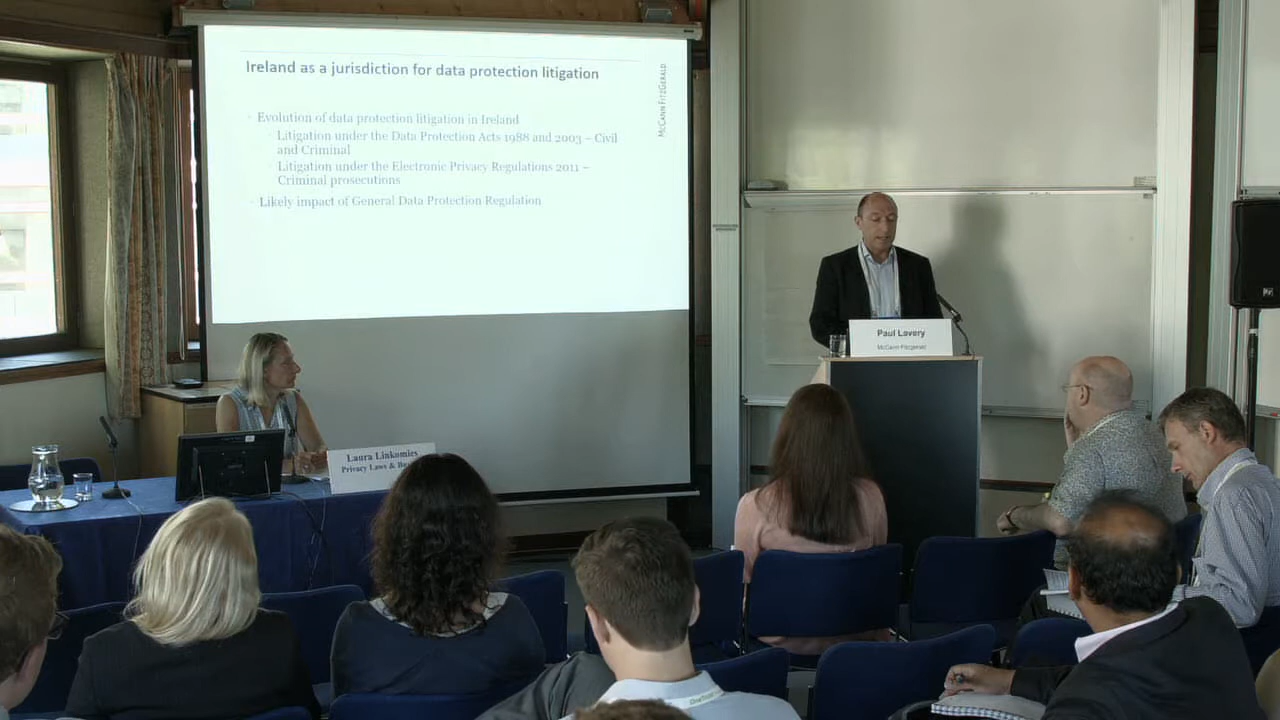 Ireland as a jurisdiction for data protection litigation
McCann FitzGerald
Evolution of data protection litigation in Ireland
Litigation under the Data Protection Acts 1988 and 2003 – Civil
and Criminal
Litigation under the Electronic Privacy Regulations 2011 –
Criminal prosecutions
Likely impact of General Data Protection Regulation
Paul Lavery
McCann Fitzgerald
Laura Linkomies
Privacy Laws &